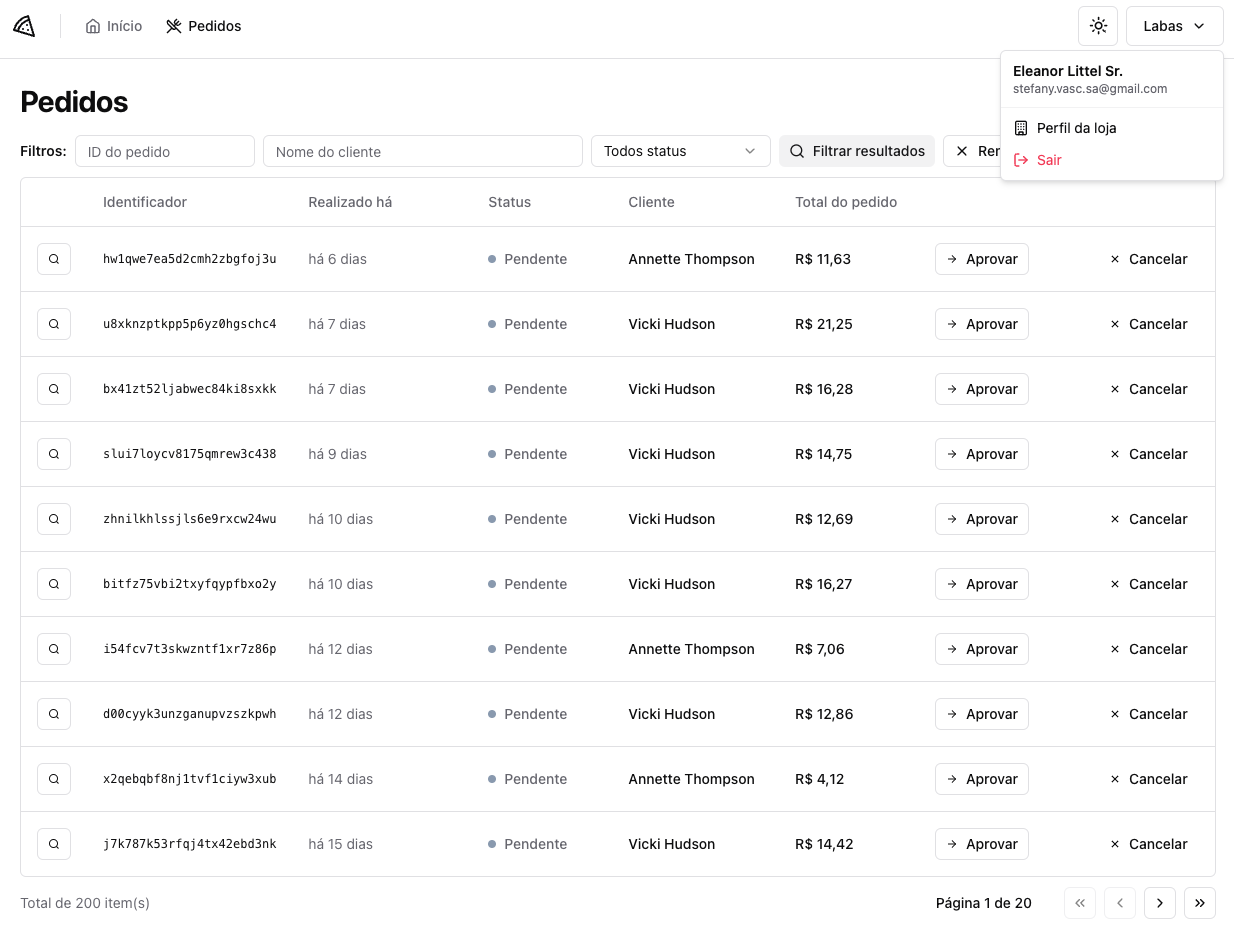 Início Pedidos Labas
Eleanor Littel Sr.
stefany.vasc.sa@gmail.com
Perfil da loja
Sair
Pedidos
Filtros: ID do pedido Nome do cliente Todos status Filtrar resultados Rer
Identificador Realizado há Status Cliente Total do pedido
hw1qwe7ea5d2cmh2zbgfoj3u há 6 dias Pendente Annette Thompson R$ 11,63 Aprovar Cancelar
u8xknzptkpp5p6yz0hgschc4 há 7 dias Pendente Vicki Hudson R$ 21,25 Aprovar Cancelar
bx41zt52ljabwec84ki8sxkk há 7 dias Pendente Vicki Hudson R$ 16,28 Aprovar Cancelar
slui7loycv8175qmrew3c438 há 9 dias Pendente Vicki Hudson R$ 14,75 Aprovar Cancelar
zhnilkhlssjls6e9rxcw24wu há 10 dias Pendente Vicki Hudson R$ 12,69 Aprovar Cancelar
bitfz75vbi2txyfqypfbxo2y há 10 dias Pendente Vicki Hudson R$ 16,27 Aprovar Cancelar
i54fcv7t3skwzntf1xr7z86p há 12 dias Pendente Annette Thompson R$ 7,06 Aprovar Cancelar
d00cyyk3unzganupvzszkpwh há 12 dias Pendente Vicki Hudson R$ 12,86 Aprovar Cancelar
x2qebqbf8nj1tvf1ciyw3xub há 14 dias Pendente Annette Thompson R$ 4,12 Aprovar Cancelar
j7k787k53rfqj4tx42ebd3nk há 15 dias Pendente Vicki Hudson R$ 14,42 Aprovar Cancelar
Total de 200 item(s) Página 1 de 20